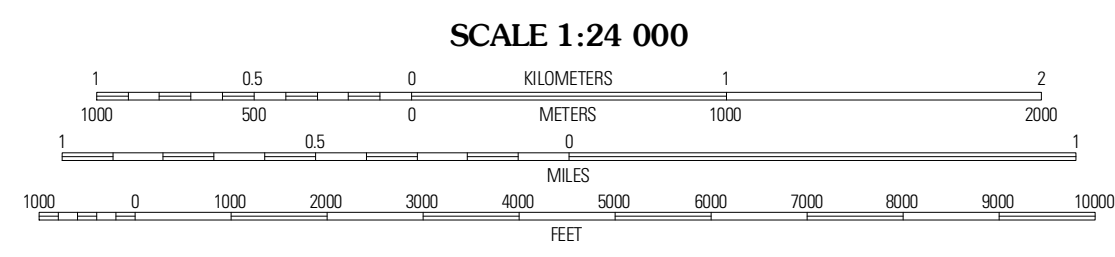 SCALE 1:24 000
1 0.5 0 KILOMETERS 1 2
1000 500 0 METERS 1000 2000
1 0.5 0 1
MILES
1000 0 1000 2000 3000 4000 5000 6000 7000 8000 9000 10000
FEET